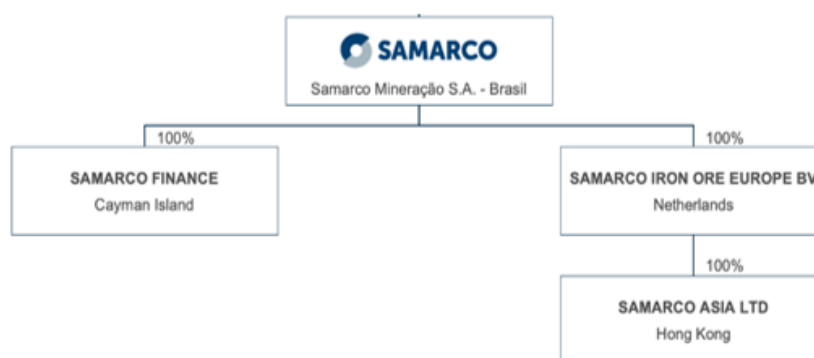 SAMARCO
Samarco Mineração S.A. - Brasil
100%
100%
SAMARCO FINANCE
Cayman Island
SAMARCO IRON ORE EUROPE BV
Netherlands
100%
SAMARCO ASIA LTD
Hong Kong